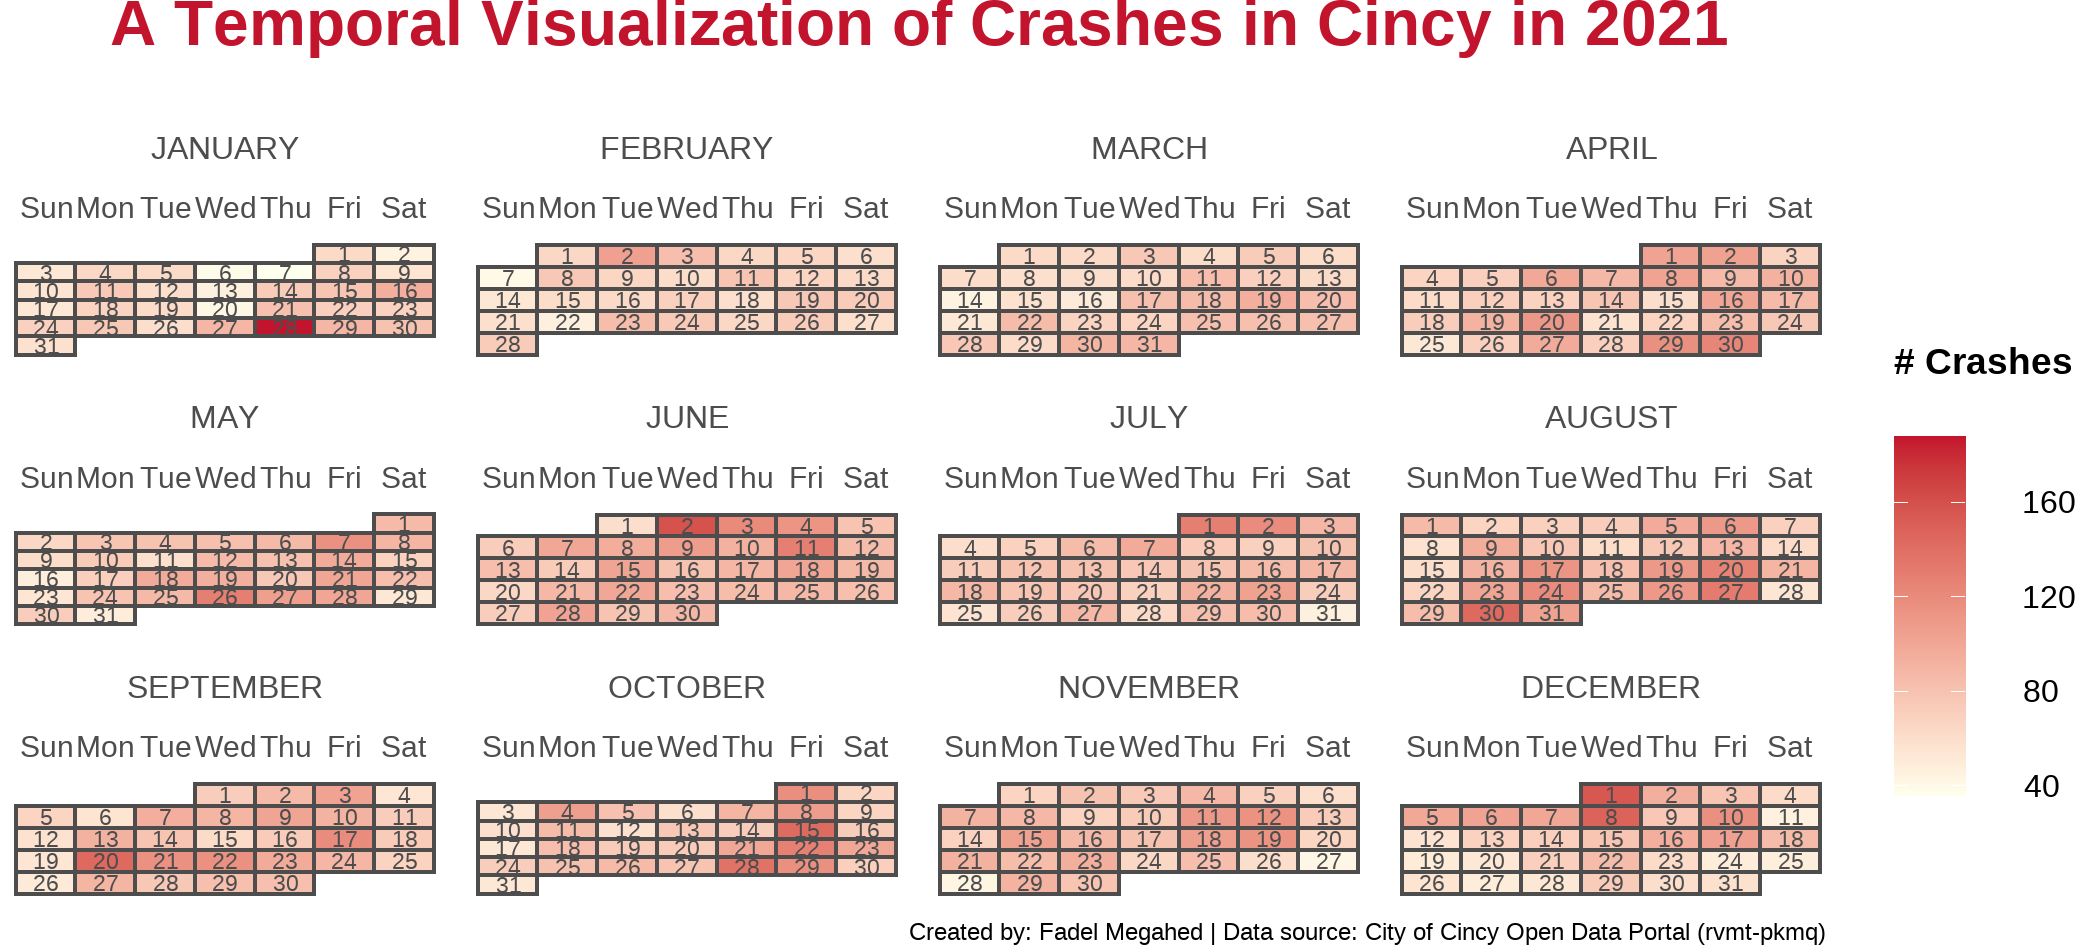 A Temporal Visualization of Crashes in Cincy in 2021
JANUARY FEBRUARY MARCH APRIL
Sun Mon Tue Wed Thu Fri Sat Sun Mon Tue Wed Thu Fri Sat Sun Mon Tue Wed Thu Fri Sat Sun Mon Tue Wed Thu Fri Sat
1 2 1 2 3 4 5 6 1 2 3 4 5 6 1 2 3
3 4 5 6 7 8 9 7 8 9 10 11 12 13 7 8 9 10 11 12 13 4 5 6 7 8 9 10
10 11 12 13 14 15 16 14 15 16 17 18 19 20 14 15 16 17 18 19 20 11 12 13 14 15 16 17
17 18 19 20 21 22 23 21 22 23 24 25 26 27 21 22 23 24 25 26 27 18 19 20 21 22 23 24
24 25 26 27 28 29 30 28 28 29 30 31 25 26 27 28 29 30
31
# Crashes
MAY JUNE JULY AUGUST
Sun Mon Tue Wed Thu Fri Sat Sun Mon Tue Wed Thu Fri Sat Sun Mon Tue Wed Thu Fri Sat Sun Mon Tue Wed Thu Fri Sat
1 1 2 3 4 5 1 2 3 1 2 3 4 5 6 7
2 3 4 5 6 7 8 6 7 8 9 10 11 12 4 5 6 7 8 9 10 8 9 10 11 12 13 14
9 10 11 12 13 14 15 13 14 15 16 17 18 19 11 12 13 14 15 16 17 15 16 17 18 19 20 21
16 17 18 19 20 21 22 20 21 22 23 24 25 26 18 19 20 21 22 23 24 22 23 24 25 26 27 28
23 24 25 26 27 28 29 27 28 29 30 25 26 27 28 29 30 31 29 30 31
30 31
160
120
80
40
SEPTEMBER OCTOBER NOVEMBER DECEMBER
Sun Mon Tue Wed Thu Fri Sat Sun Mon Tue Wed Thu Fri Sat Sun Mon Tue Wed Thu Fri Sat Sun Mon Tue Wed Thu Fri Sat
1 2 3 4 1 2 1 2 3 4 5 6 1 2 3 4
5 6 7 8 9 10 11 3 4 5 6 7 8 9 7 8 9 10 11 12 13 5 6 7 8 9 10 11
12 13 14 15 16 17 18 10 11 12 13 14 15 16 14 15 16 17 18 19 20 12 13 14 15 16 17 18
19 20 21 22 23 24 25 17 18 19 20 21 22 23 21 22 23 24 25 26 27 19 20 21 22 23 24 25
26 27 28 29 30 24 25 26 27 28 29 30 28 29 30 26 27 28 29 30 31
31
Created by: Fadel Megahed | Data source: City of Cincy Open Data Portal (rvmt-pkmq)